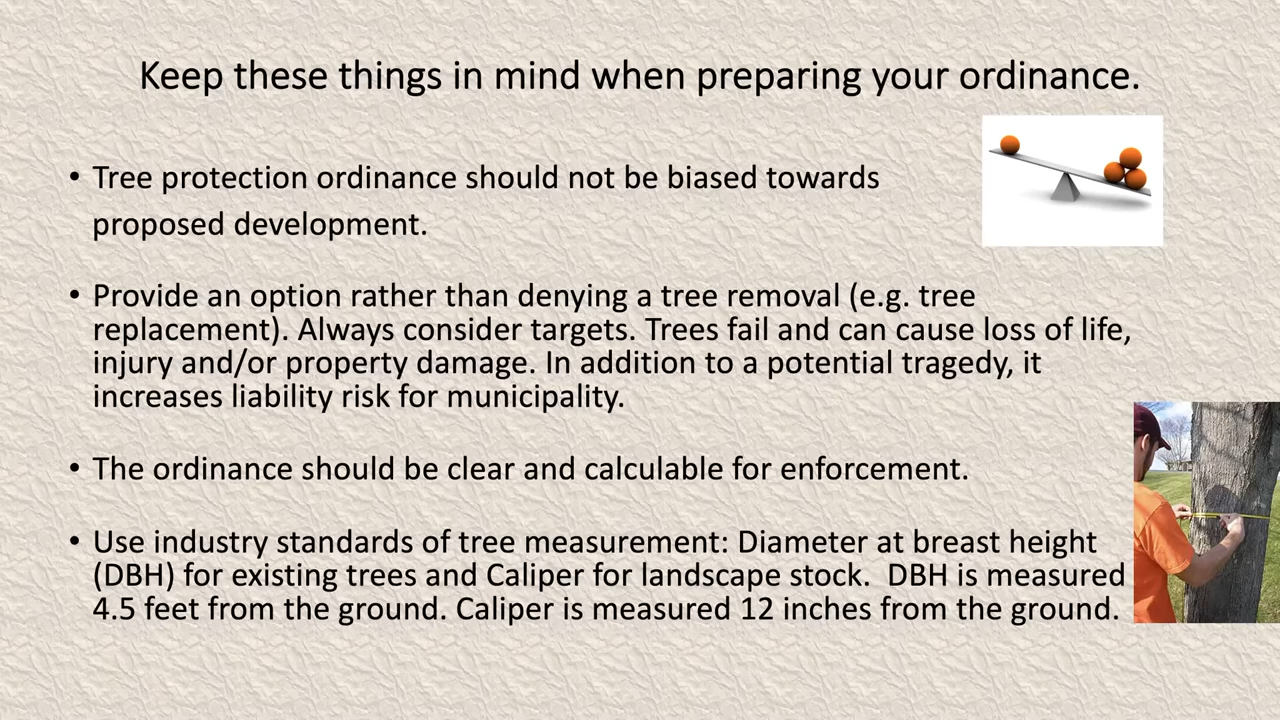 Keep these things in mind when preparing your ordinance.
• Tree protection ordinance should not be biased towards
proposed development.
• Provide an option rather than denying a tree removal (e.g. tree
replacement). Always consider targets. Trees fail and can cause loss of life,
injury and/or property damage. In addition to a potential tragedy, it
increases liability risk for municipality.
• The ordinance should be clear and calculable for enforcement.
• Use industry standards of tree measurement: Diameter at breast height
(DBH) for existing trees and Caliper for landscape stock.  DBH is measured
4.5 feet from the ground. Caliper is measured 12 inches from the ground.